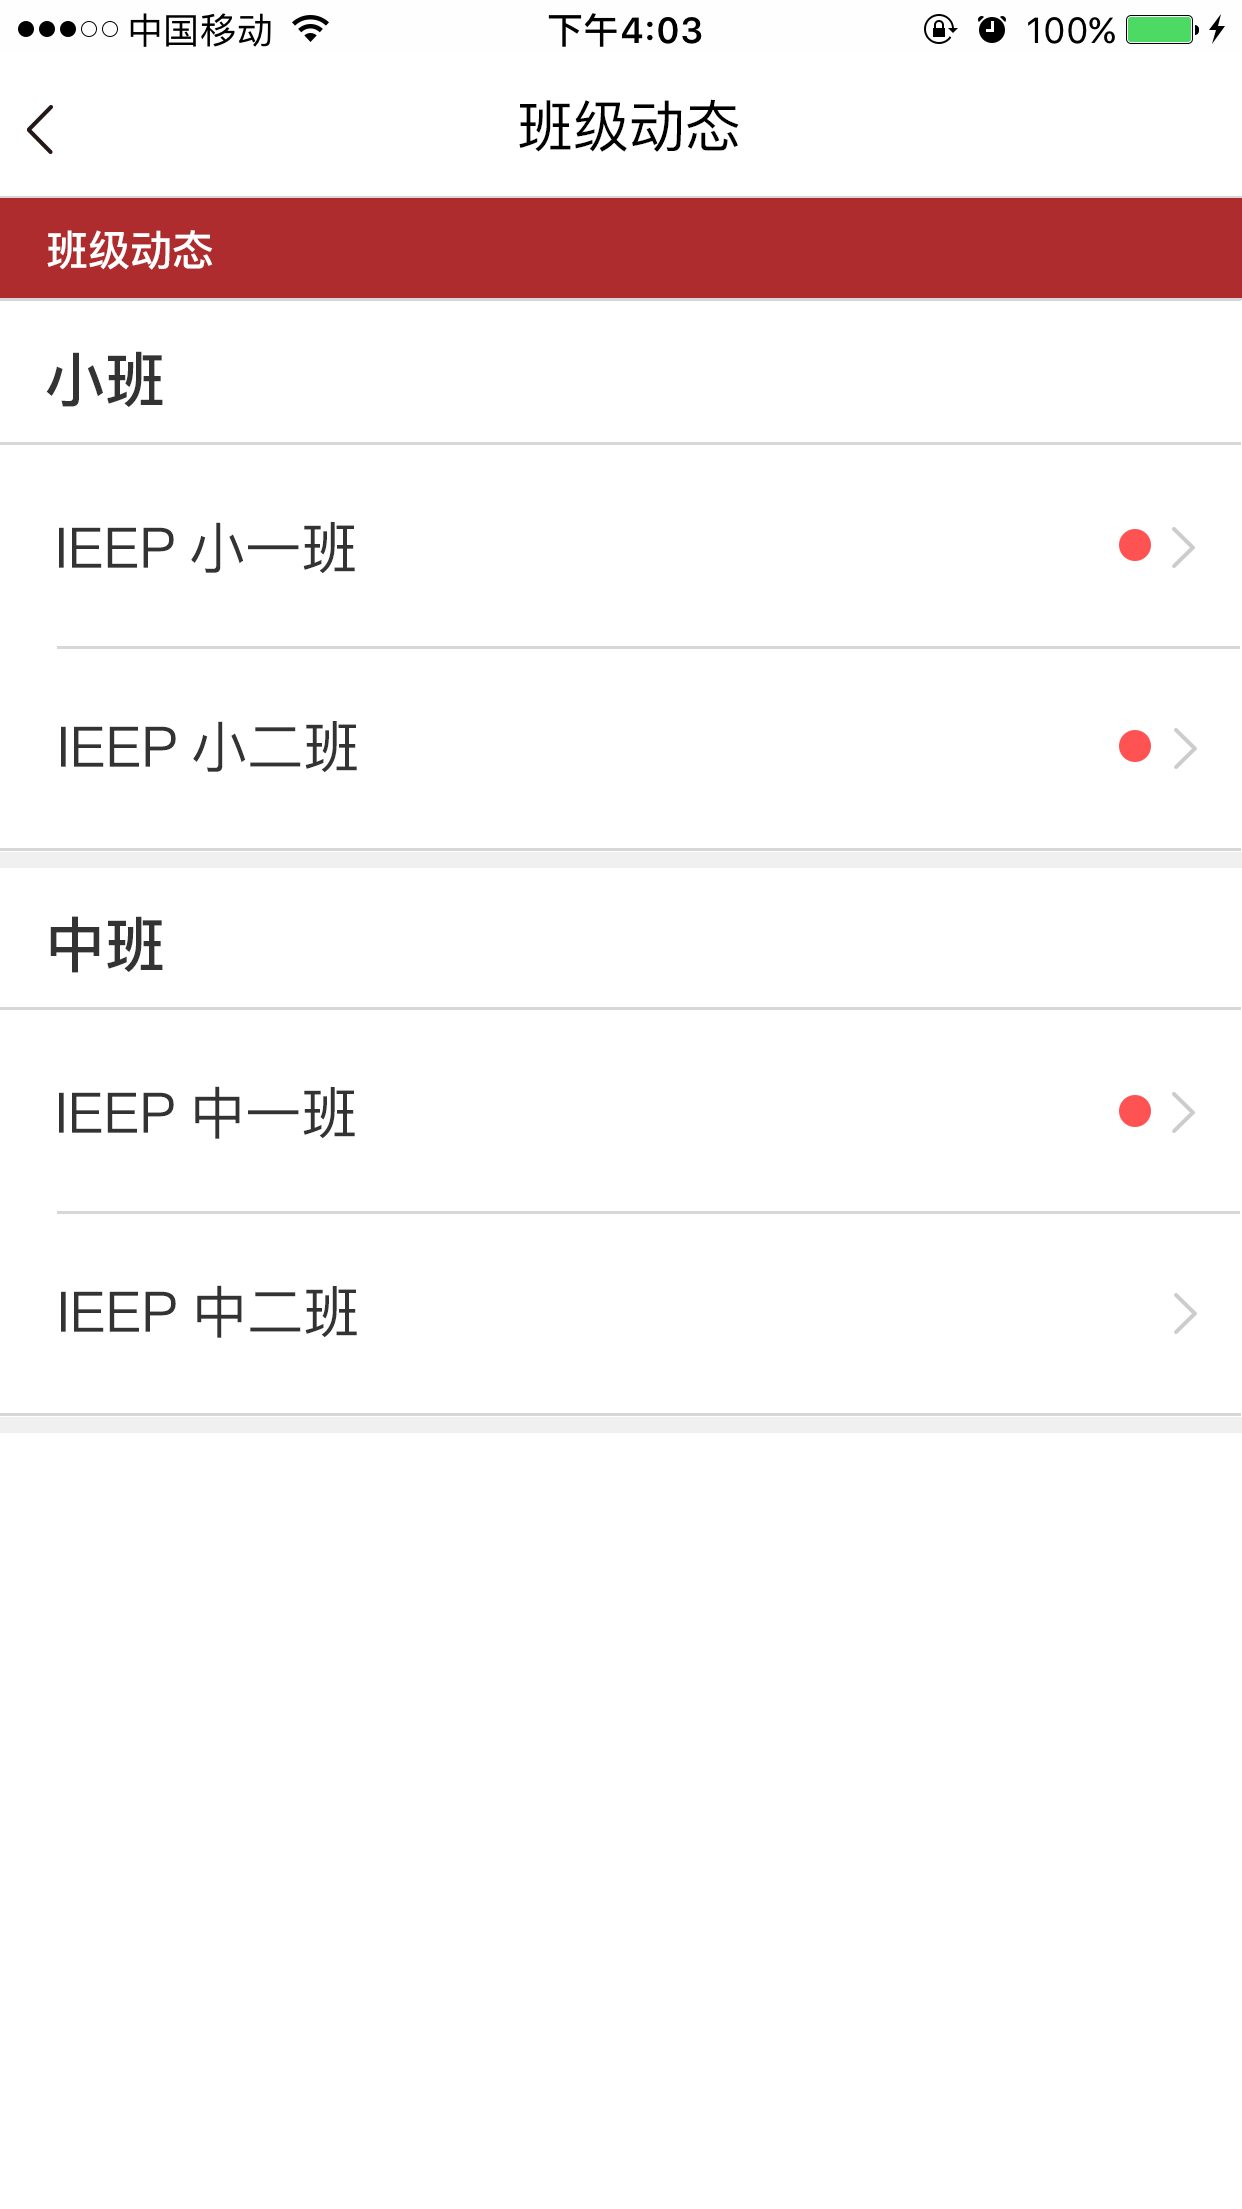 中国移动 下午4:03 100%
班级动态
班级动态
小班
IEEP 小一班
IEEP 小二班
中班
IEEP 中一班
IEEP 中二班